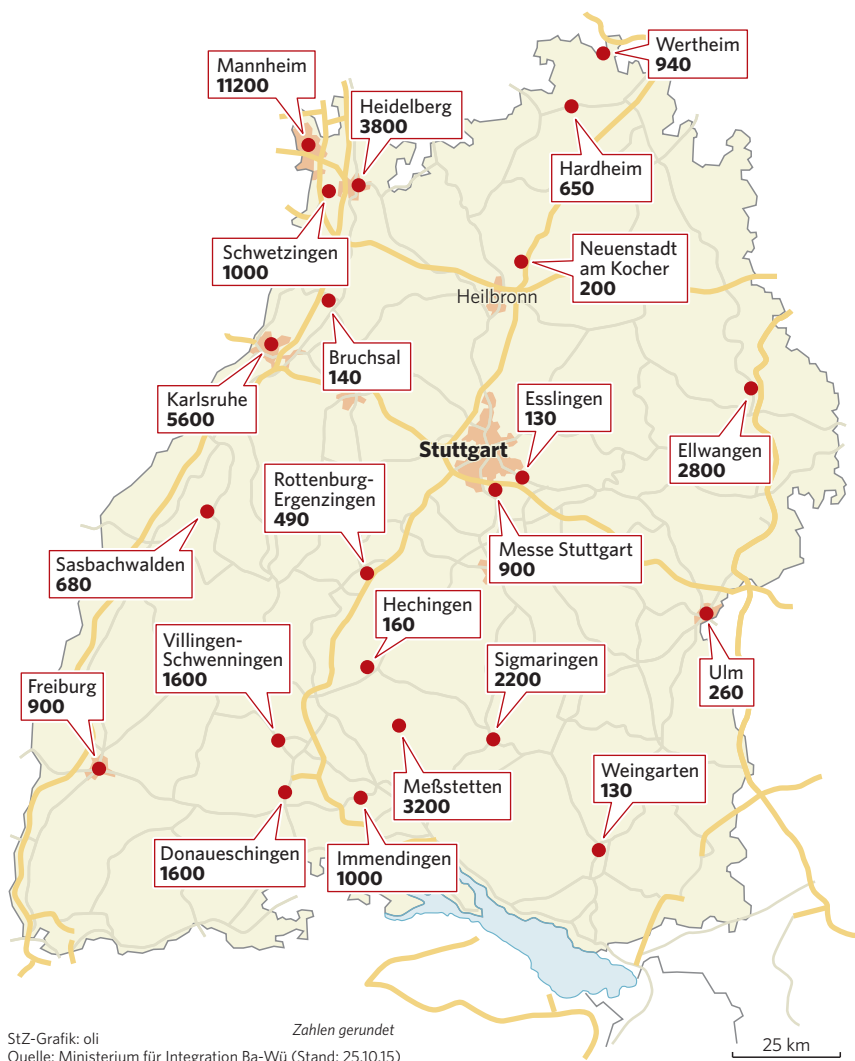 Wertheim
940
Mannheim
11200
Heidelberg
3800
Hardheim
650
Schwetzingen
1000
Neuenstadt
am Kocher
200
Heilbronn
Bruchsal
140
Karlsruhe
5600
Esslingen
130
Stuttgart
Ellwangen
2800
Rottenburg-
Ergenzingen
490
Messe Stuttgart
900
Sasbachwalden
680
Hechingen
160
Villingen-
Schwenningen
1600
Sigmaringen
2200
Ulm
260
Freiburg
900
Meßstetten
3200
Weingarten
130
Donaueschingen
1600
Immendingen
1000
Zahlen gerundet
StZ-Grafik: oli
Quelle: Ministerium für Integration Ba-Wü (Stand: 25.10.15)
25 km